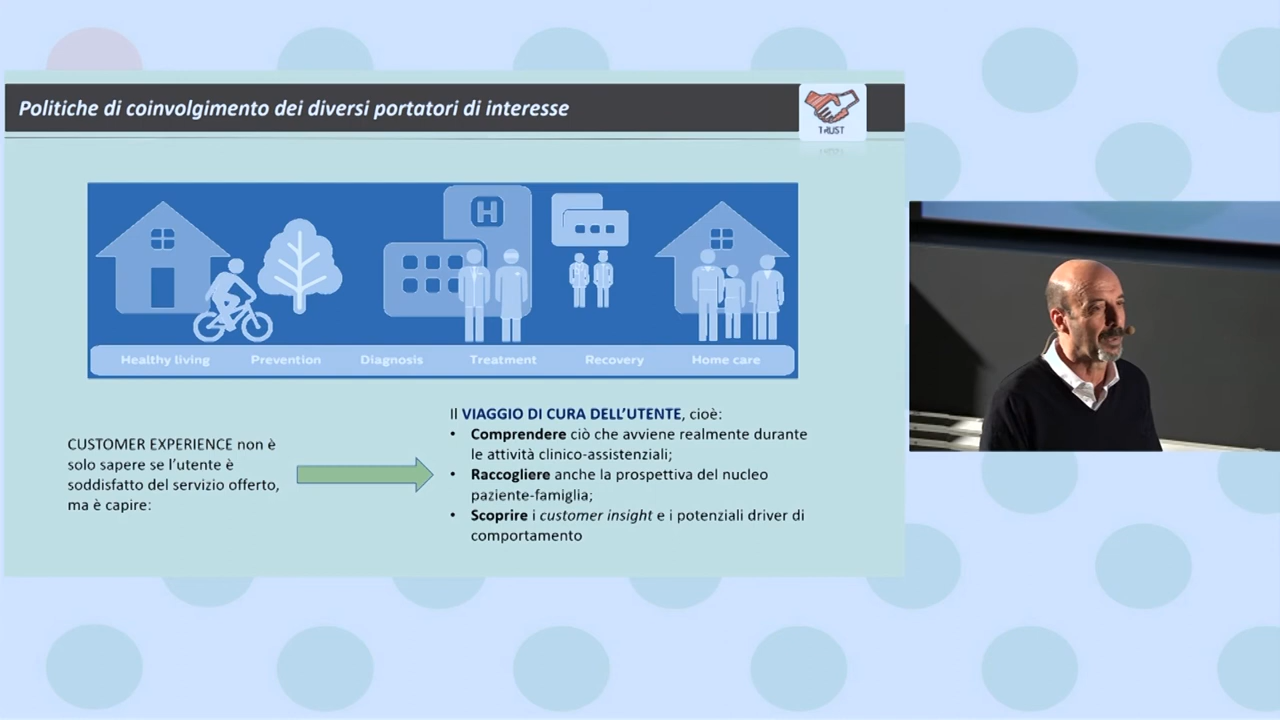 Politiche di coinvolgimento dei diversi portatori di interesse
TRUST
H
Healthy living Prevention Diagnosis Treatment Recovery Home care
CUSTOMER EXPERIENCE non è
solo sapere se l’utente è
soddisfatto del servizio offerto,
ma è capire:
Il VIAGGIO DI CURA DELL’UTENTE, cioè:
• Comprendere ciò che avviene realmente durante
le attività clinico-assistenziali;
• Raccogliere anche la prospettiva del nucleo
paziente-famiglia;
• Scoprire i customer insight e i potenziali driver di
comportamento